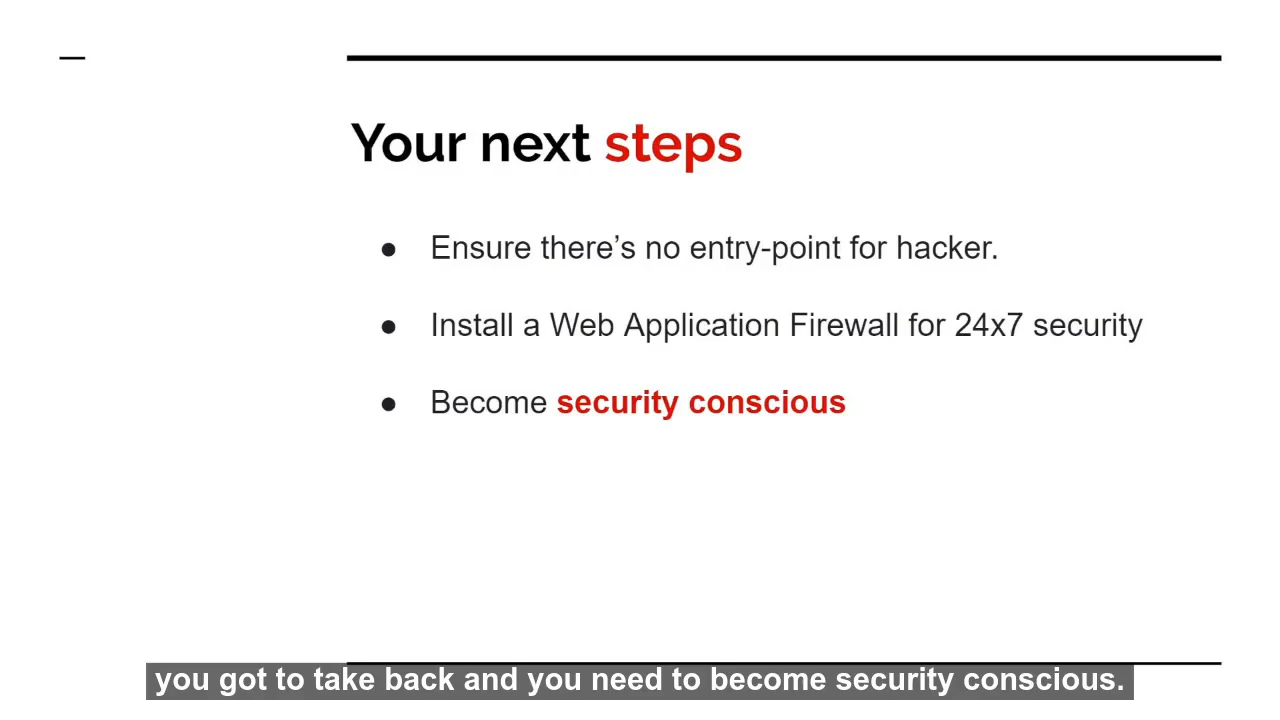 Your next steps
● Ensure there’s no entry-point for hacker.
● Install a Web Application Firewall for 24x7 security
● Become security conscious
you got to take back and you need to become security conscious.